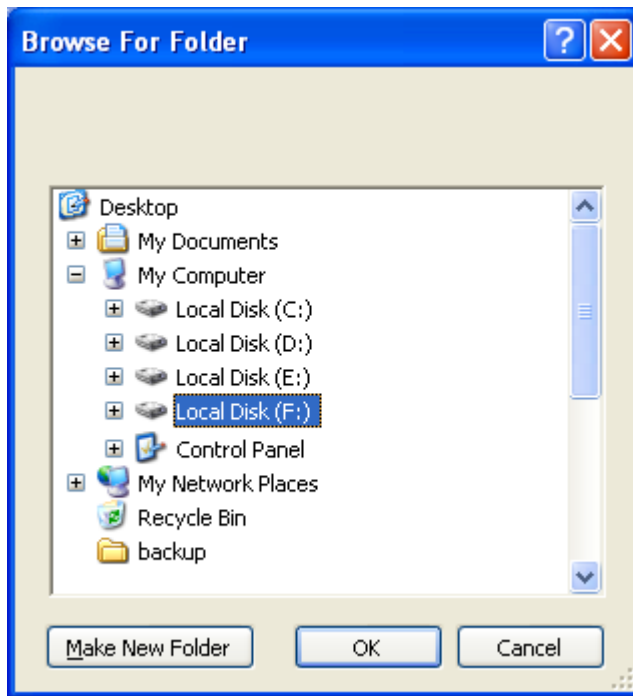 Browse For Folder
Desktop
My Documents
My Computer
Local Disk (C:)
Local Disk (D:)
Local Disk (E:)
Local Disk (F:)
Control Panel
My Network Places
Recycle Bin
backup
Make New Folder OK Cancel